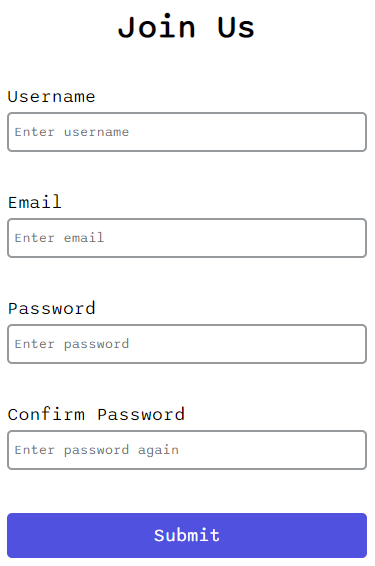 Join Us
Username
Enter username
Email
Enter email
Password
Enter password
Confirm Password
Enter password again
Submit